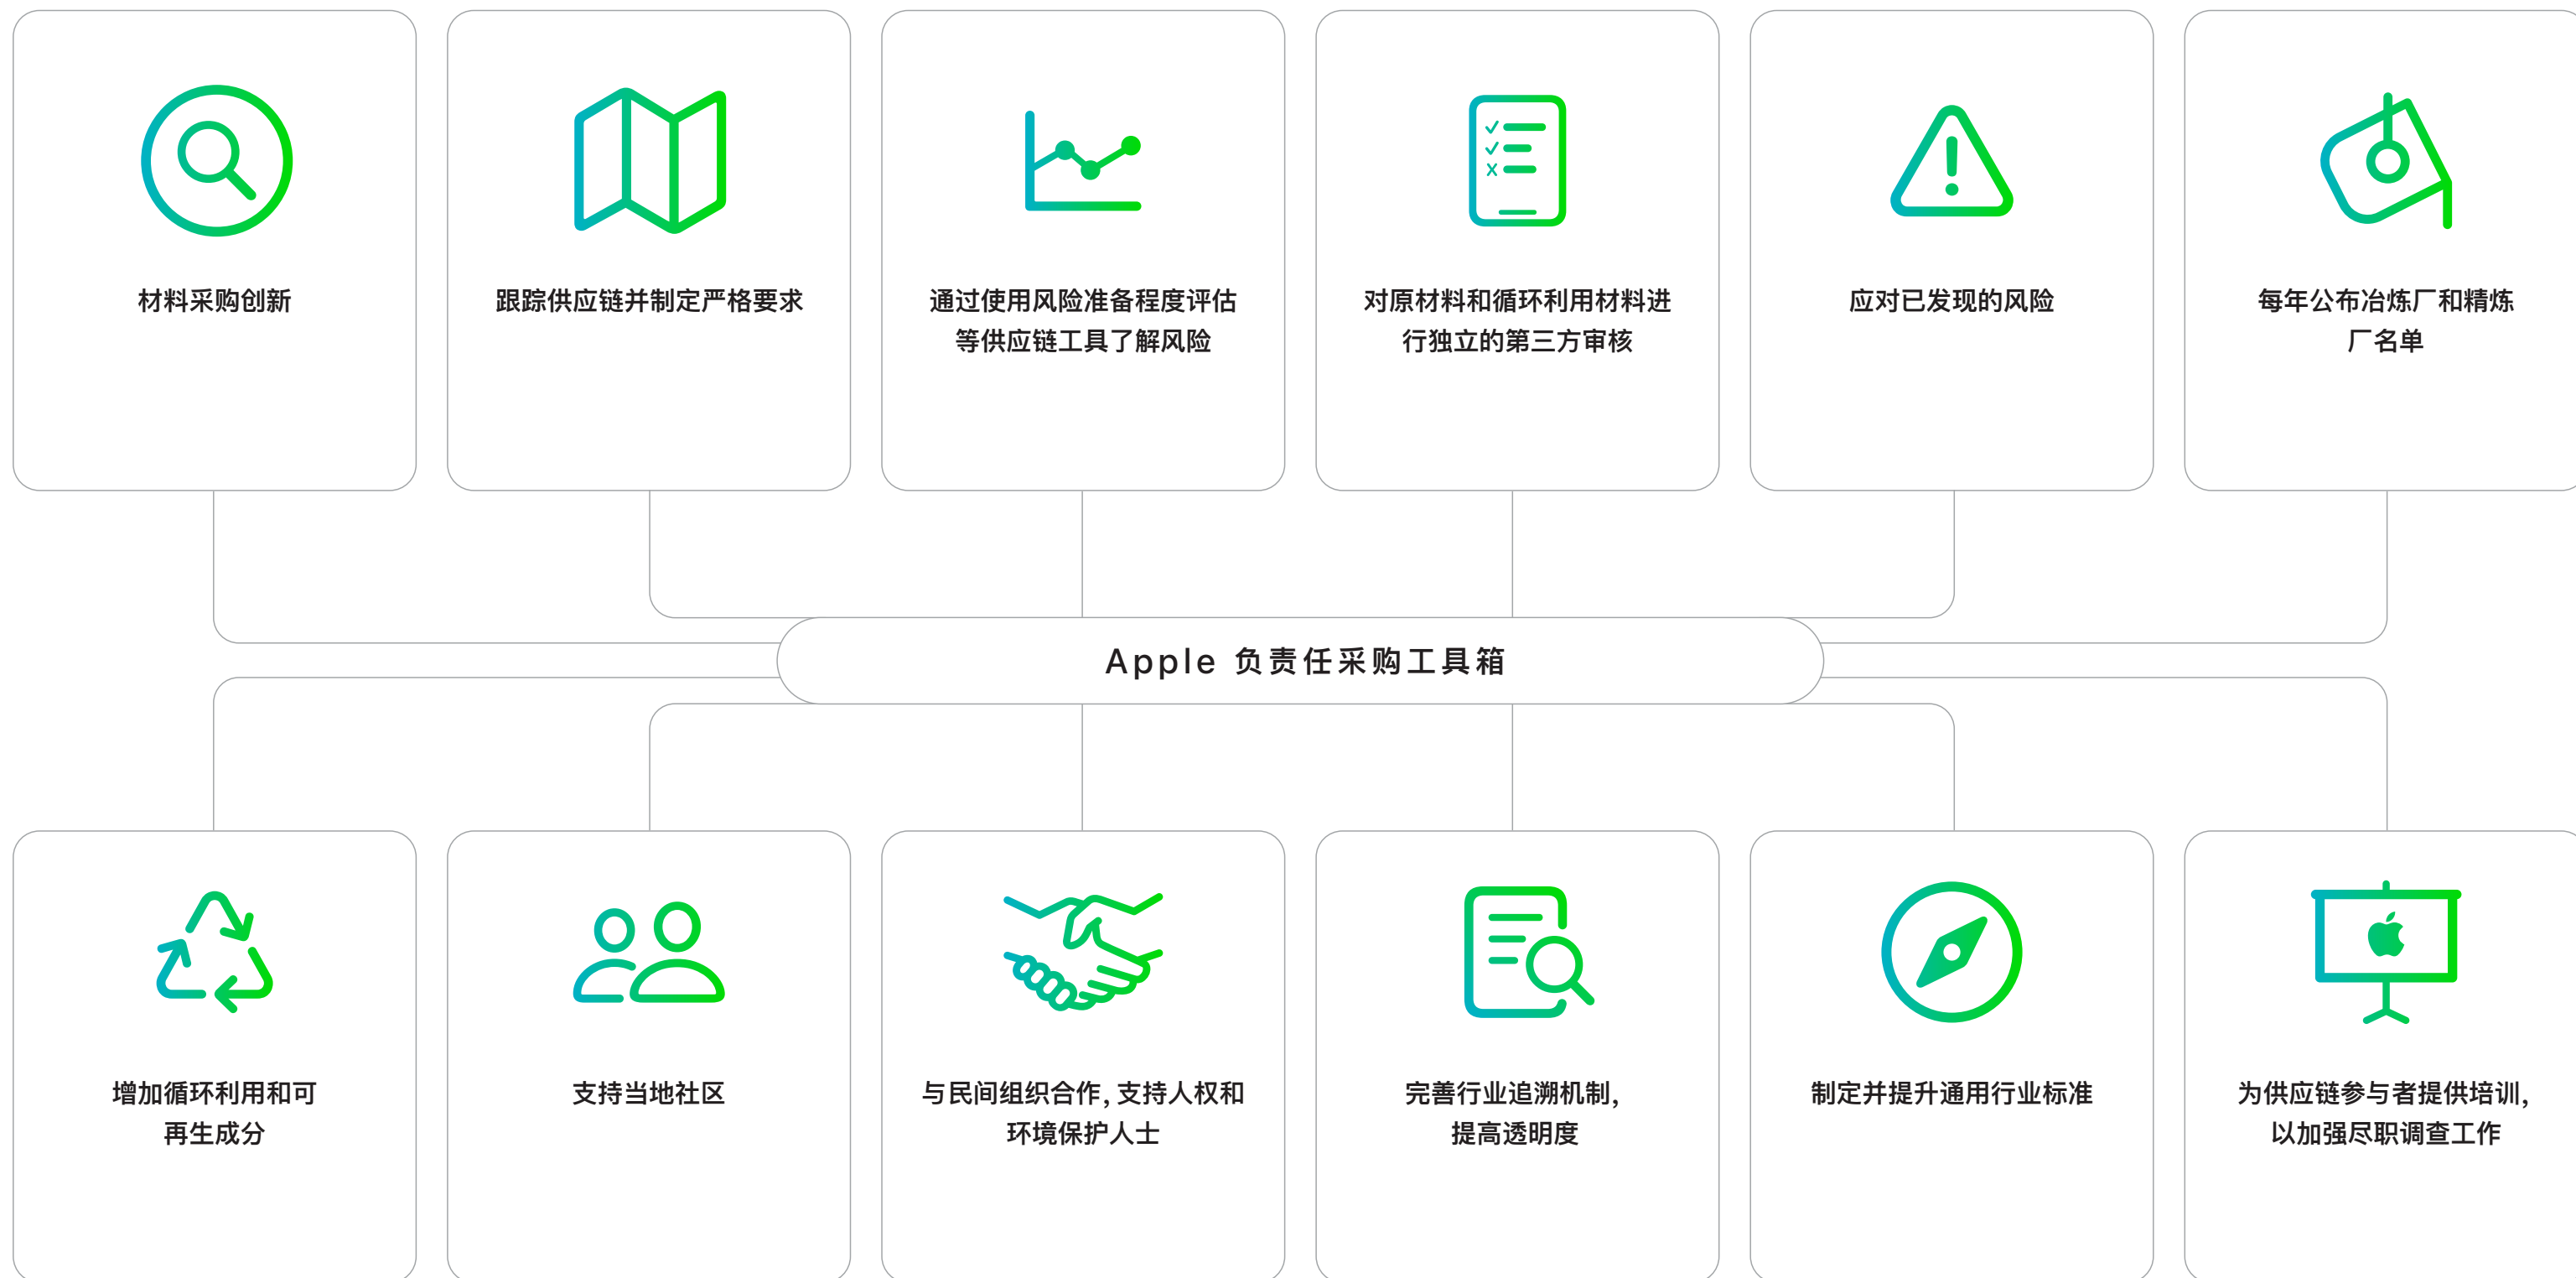 材料采购创新
跟踪供应链并制定严格要求
通过使用风险准备程度评估
等供应链工具了解风险
对原材料和循环利用材料进
行独立的第三方审核
应对已发现的风险
每年公布冶炼厂和精炼
厂名单
Apple 负责任采购工具箱
增加循环利用和可
再生成分
支持当地社区
与民间组织合作，支持人权和
环境保护人士
完善行业追溯机制，
提高透明度
制定并提升通用行业标准
为供应链参与者提供培训，
以加强尽职调查工作